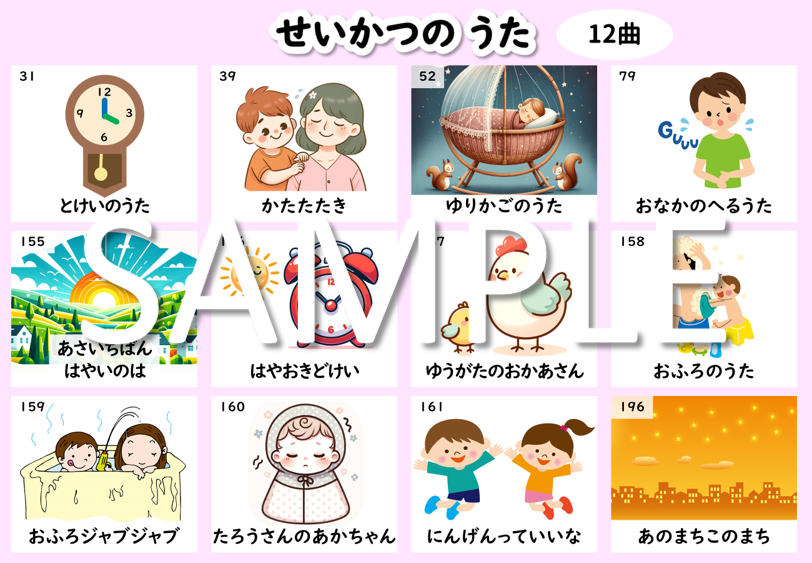 せいかつの うた
12曲
31
12
3
6
9
とけいのうた
39
かたたたき
52
ゆりかごのうた
79
Guuu
おなかのへるうた
SAMPLE
155
あさいちばん
はやいのは
12
6
はやおきどけい
7
ゆうがたのおかあさん
158
おふろのうた
159
おふろジャブジャブ
160
たろうさんのあかちゃん
161
にんげんっていいな
196
あのまちこのまち